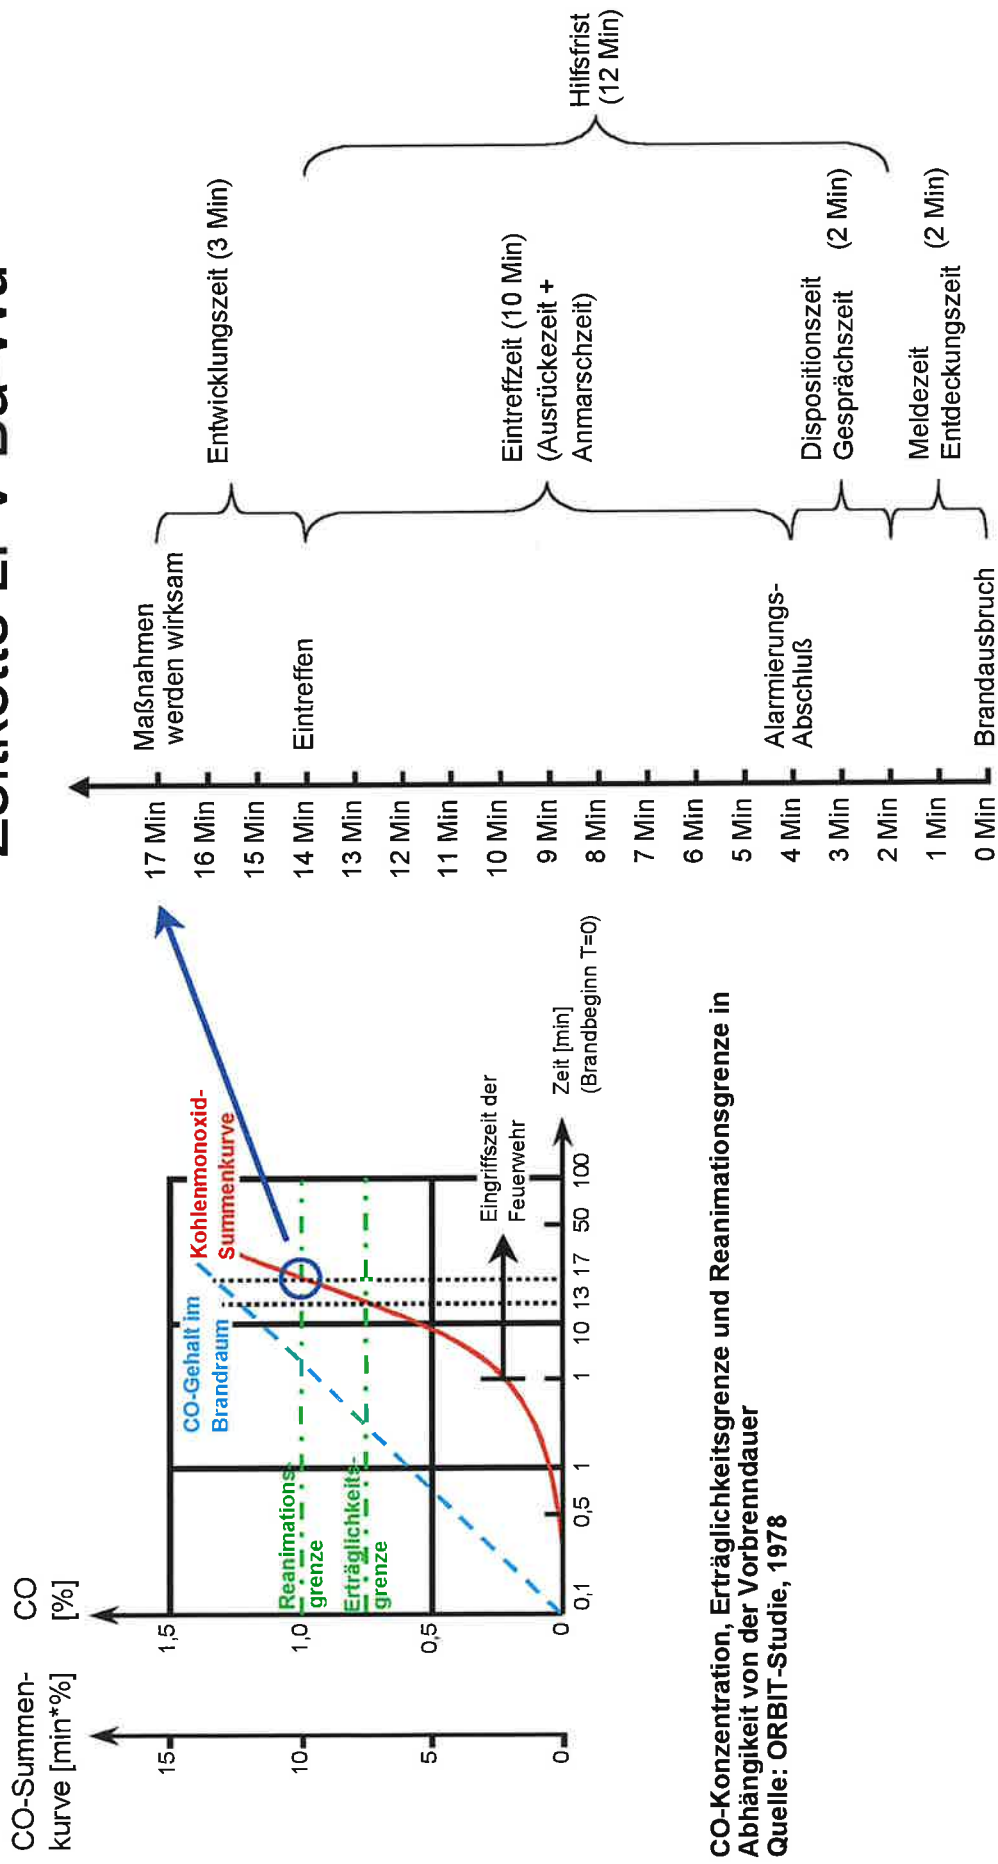 CO-Summen-
kurve [min*%]
CO
[%]
15
10
5
0
1,5
1,0
0,5
0
Reanimations-
grenze
Erträglichkeits-
grenze
CO-Gehalt im
Brandraum
Kohlenmonoxid-
Summenkurve
Eingriffszeit der
Feuerwehr
0,1
0,5
1
1
10
13
17
50
100
Zeit [min]
(Brandbeginn T=0)
CO-Konzentration, Erträglichkeitsgrenze und Reanimationsgrenze in
Abhängikeit von der Vorbrenndauer
Quelle: ORBIT-Studie, 1978
17 Min
16 Min
15 Min
14 Min
13 Min
12 Min
11 Min
10 Min
9 Min
8 Min
7 Min
6 Min
5 Min
4 Min
3 Min
2 Min
1 Min
0 Min
Maßnahmen
werden wirksam
Eintreffen
Alarmierungs-
Abschluß
Brandausbruch
Entwicklungszeit (3 Min)
Eintreffzeit (10 Min)
(Ausrückezeit +
Anmarschzeit)
Dispositionszeit
Gesprächszeit (2 Min)
Meldezeit
Entdeckungszeit (2 Min)
Hilfsfrist
(12 Min)